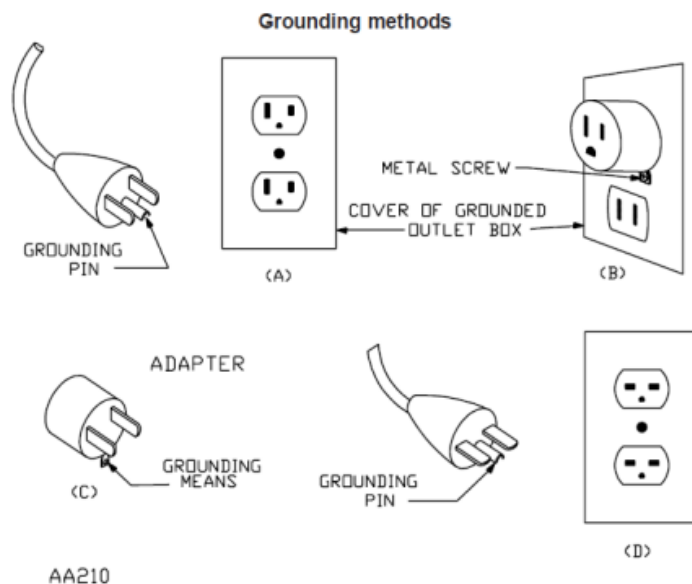 Grounding methods
METAL SCREW
COVER OF GROUNDED
OUTLET BOX
GROUNDING
PIN
(A)
(B)
ADAPTER
GROUNDING
MEANS
(C)
GROUNDING
PIN
(D)
AA210